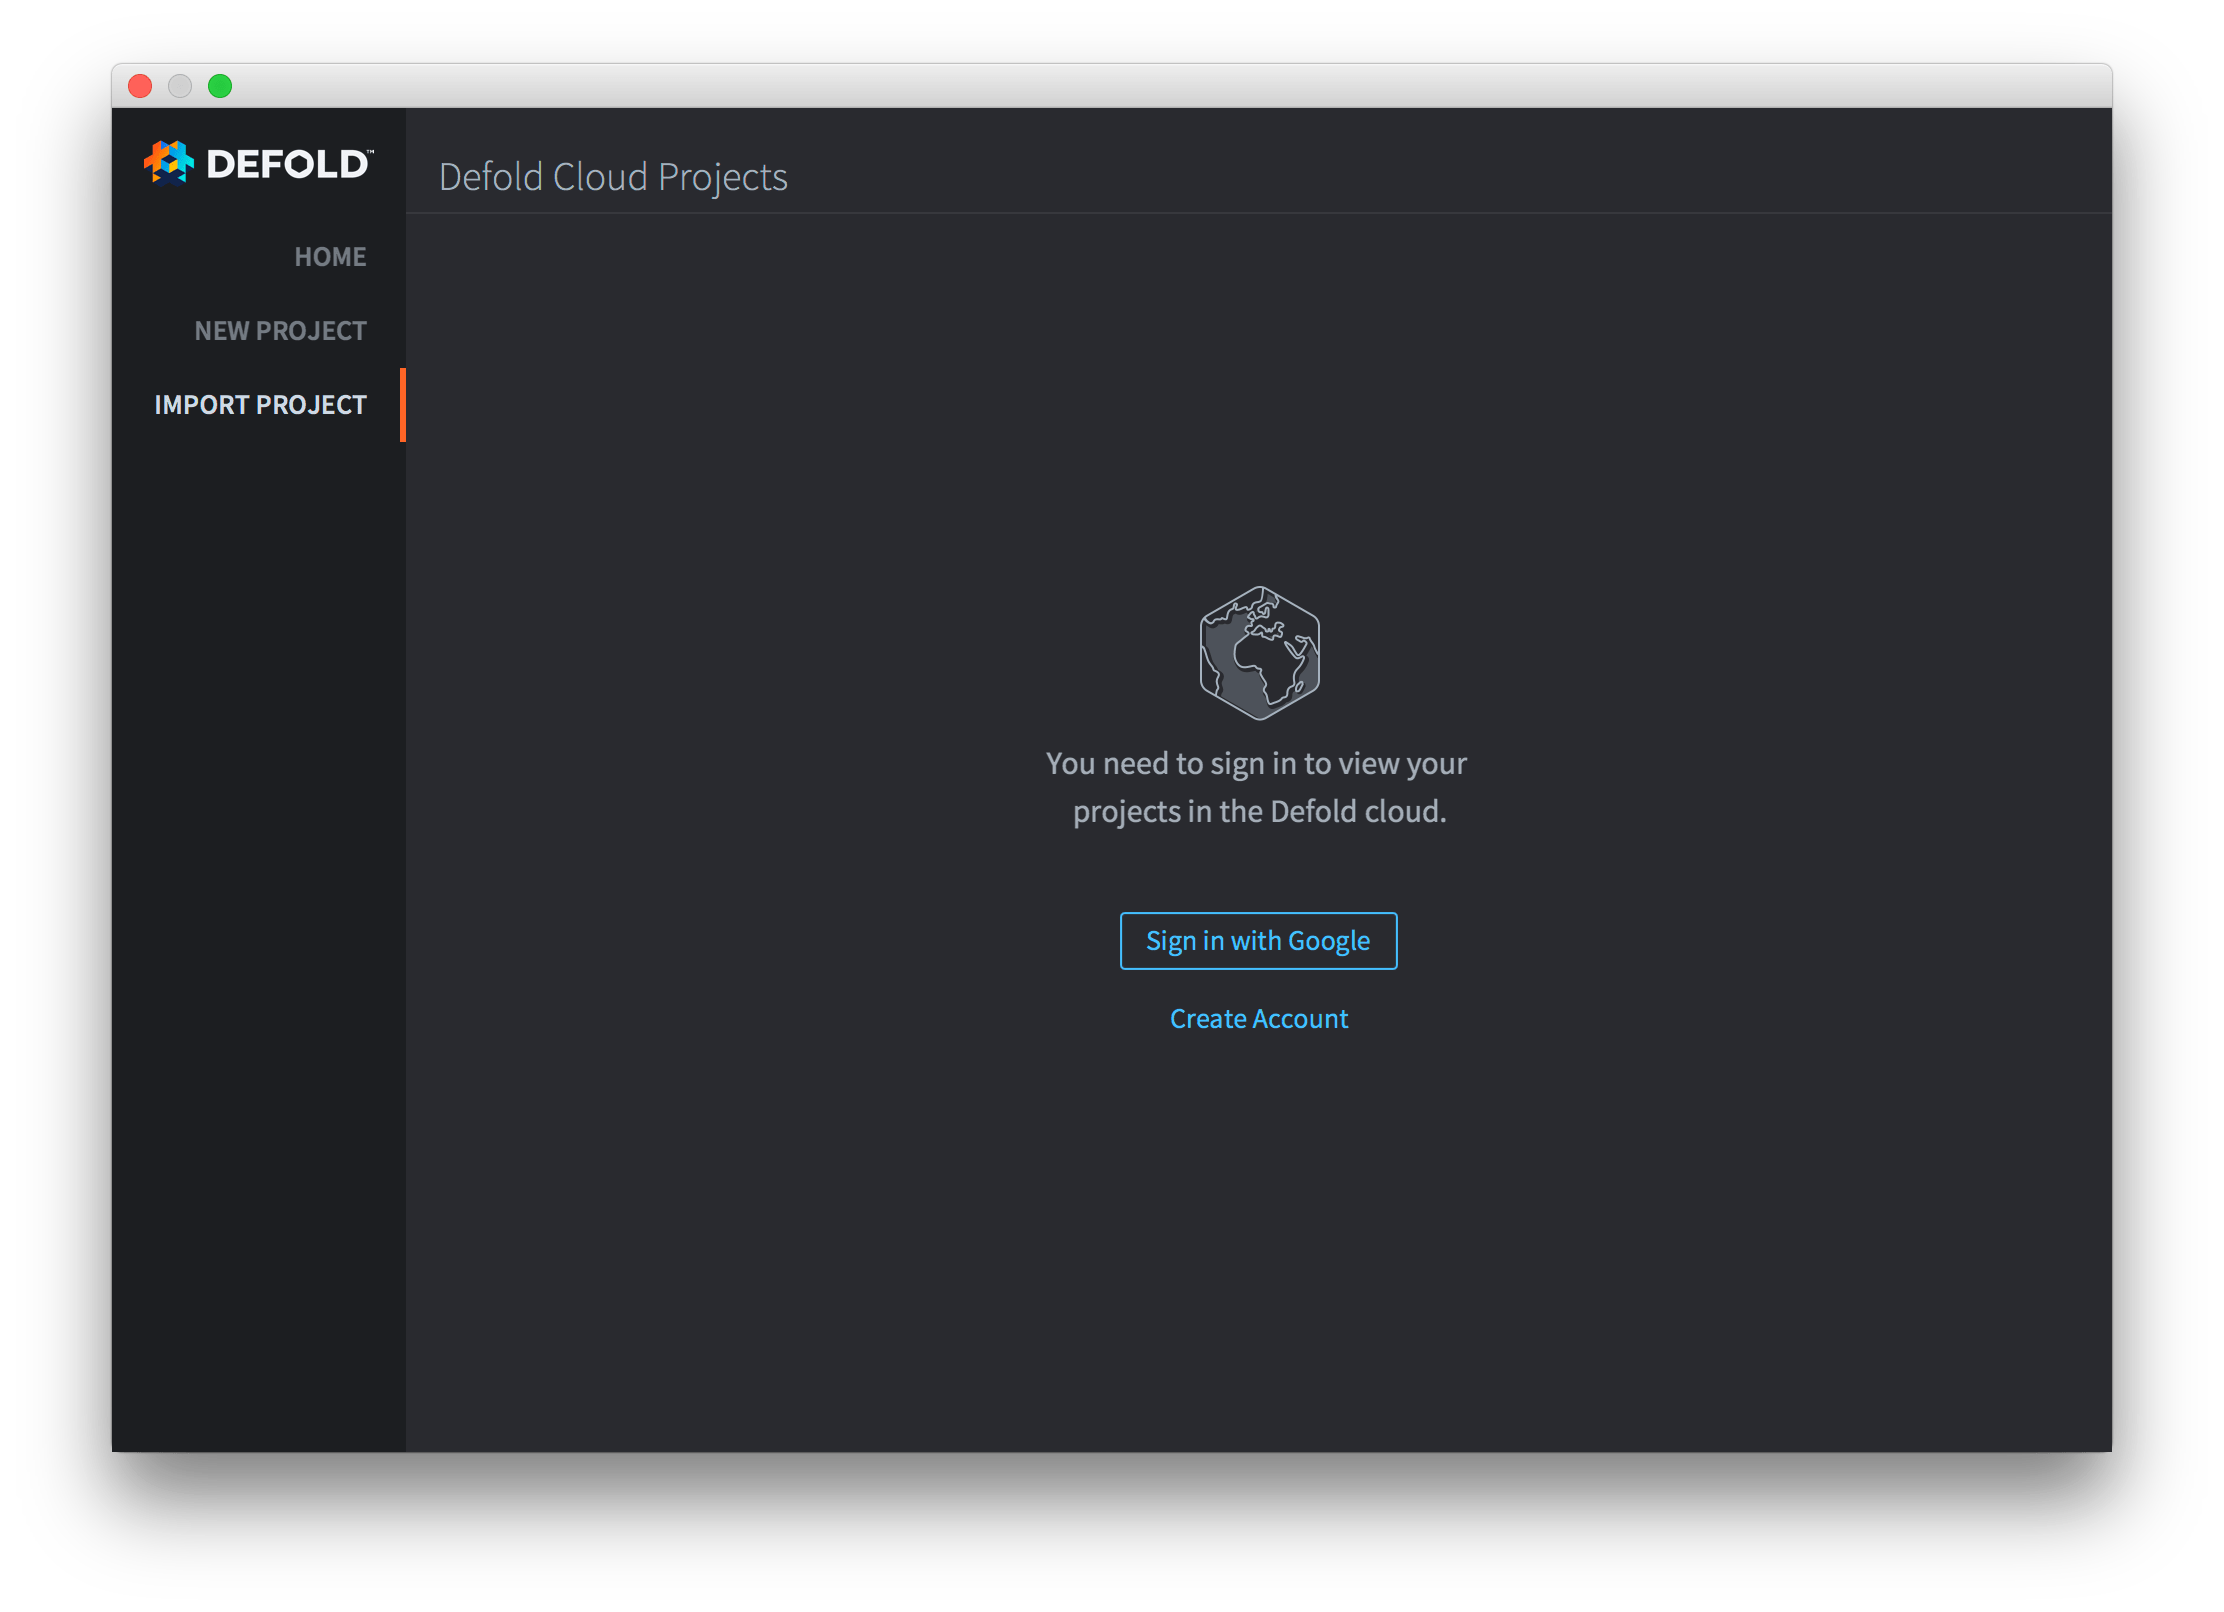 DEFOLD™
HOME
NEW PROJECT
IMPORT PROJECT
Defold Cloud Projects
You need to sign in to view your
projects in the Defold cloud.
Sign in with Google
Create Account